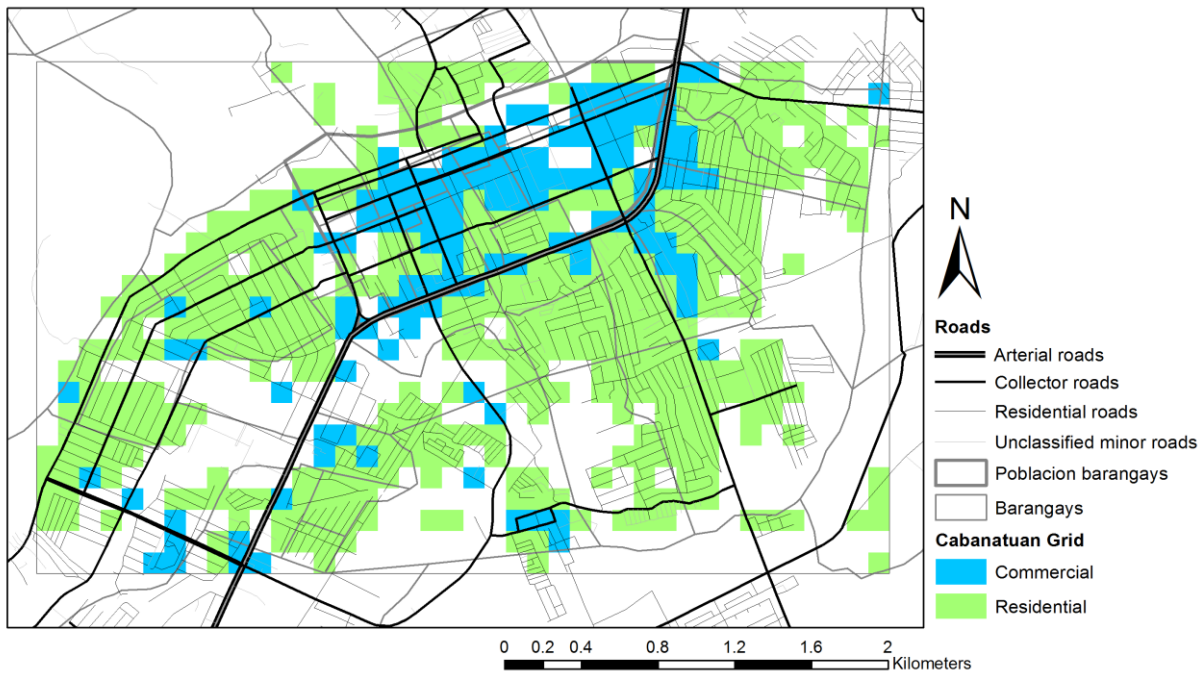 N
Roads
Arterial roads
Collector roads
Residential roads
Unclassified minor roads
Poblacion barangays
Barangays
Cabanatuan Grid
Commercial
Residential
0 0.2 0.4 0.8 1.2 1.6 2
Kilometers